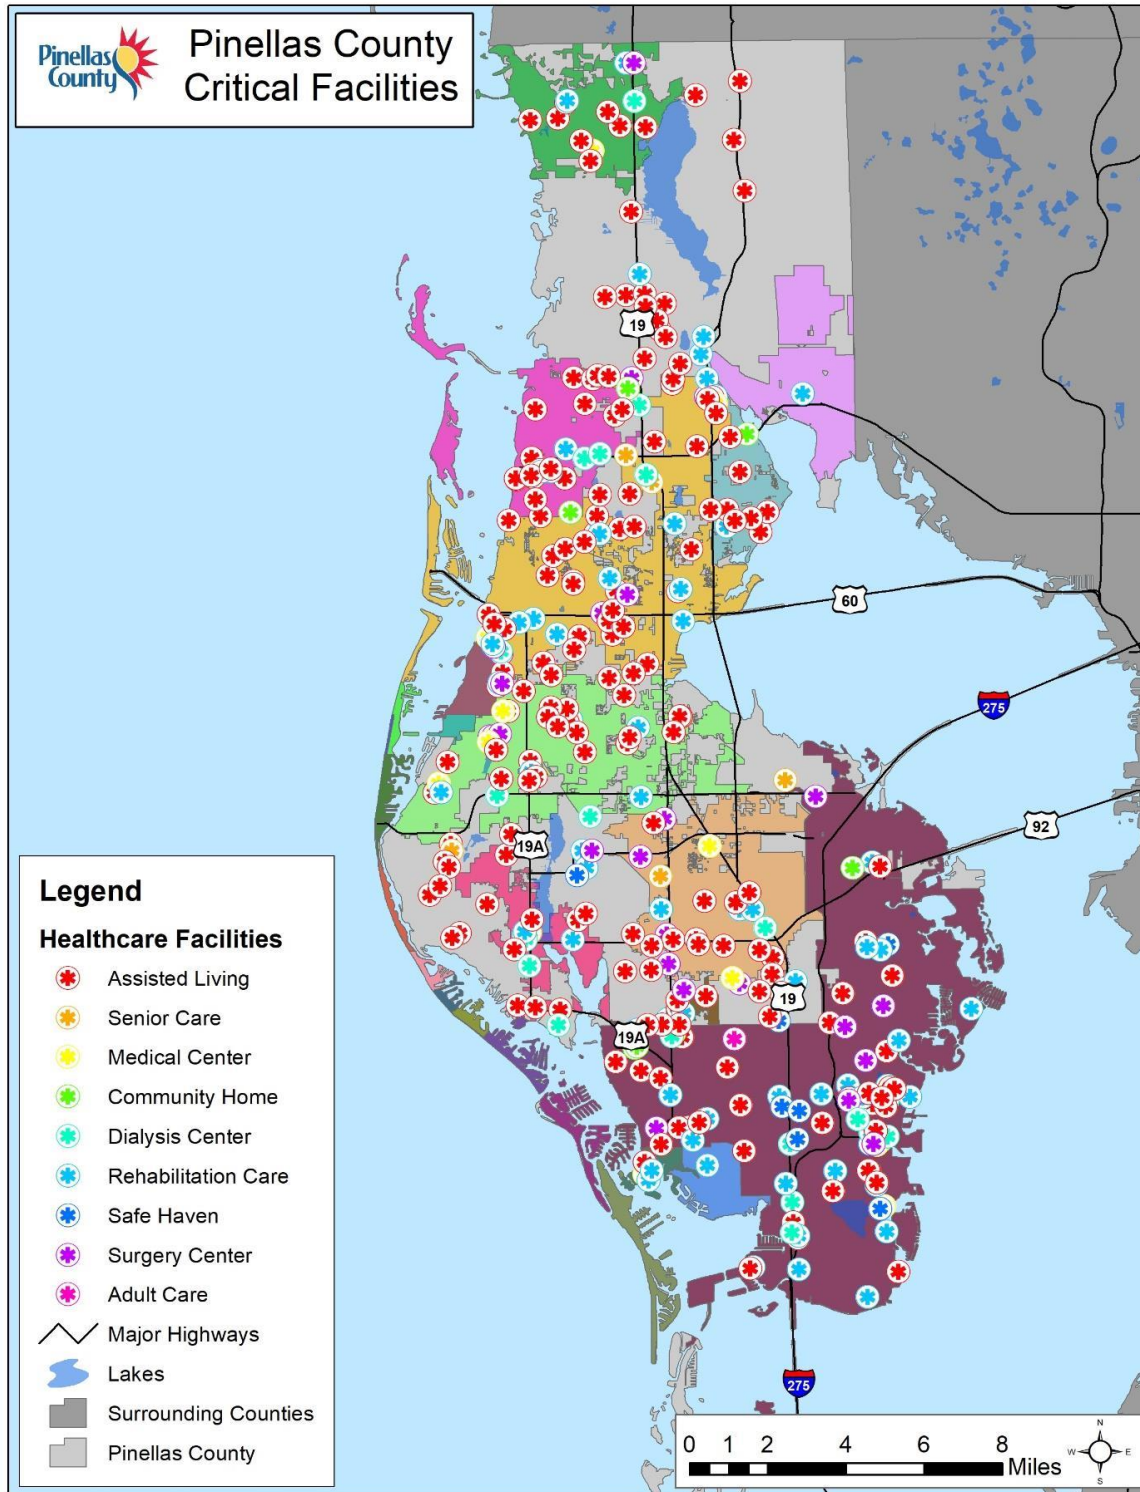 Pinellas
County
Pinellas County
Critical Facilities
19
60
275
92
19A
19
19A
275
Legend
Healthcare Facilities
Assisted Living
Senior Care
Medical Center
Community Home
Dialysis Center
Rehabilitation Care
Safe Haven
Surgery Center
Adult Care
Major Highways
Lakes
Surrounding Counties
Pinellas County
0 1 2 4 6 8
Miles
N
W E
S